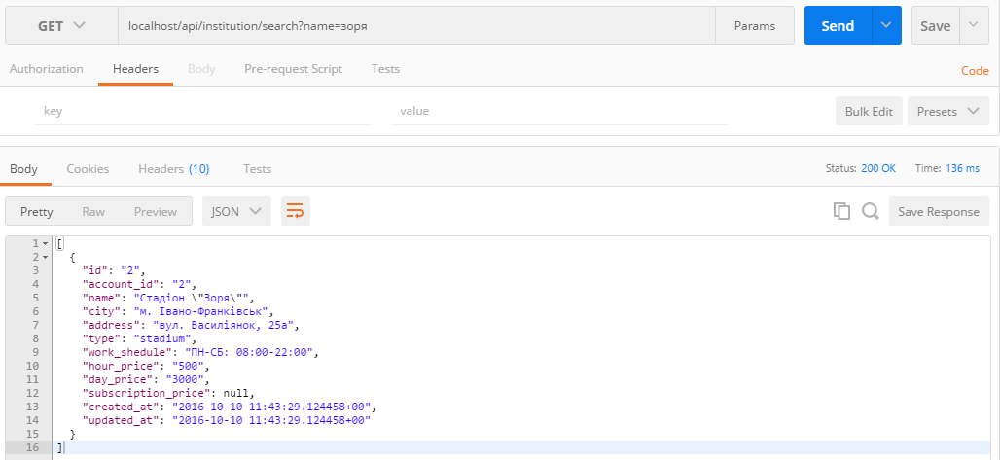 GET localhost/api/institution/search?name=зоря Params Send Save
Authorization Headers Body Pre-request Script Tests Code
key value Bulk Edit Presets
Body Cookies Headers (10) Tests Status: 200 OK Time: 136 ms
Pretty Raw Preview JSON Save Response
1 [
2 {
3 "id": "2",
4 "account_id": "2",
5 "name": "Стадіон \"Зоря\"",
6 "city": "м. Івано-Франківськ",
7 "address": "вул. Василіянок, 25а",
8 "type": "stadium",
9 "work_shedule": "ПН-СБ: 08:00-22:00",
10 "hour_price": "500",
11 "day_price": "3000",
12 "subscription_price": null,
13 "created_at": "2016-10-10 11:43:29.124458+00",
14 "updated_at": "2016-10-10 11:43:29.124458+00"
15 }
16 ]